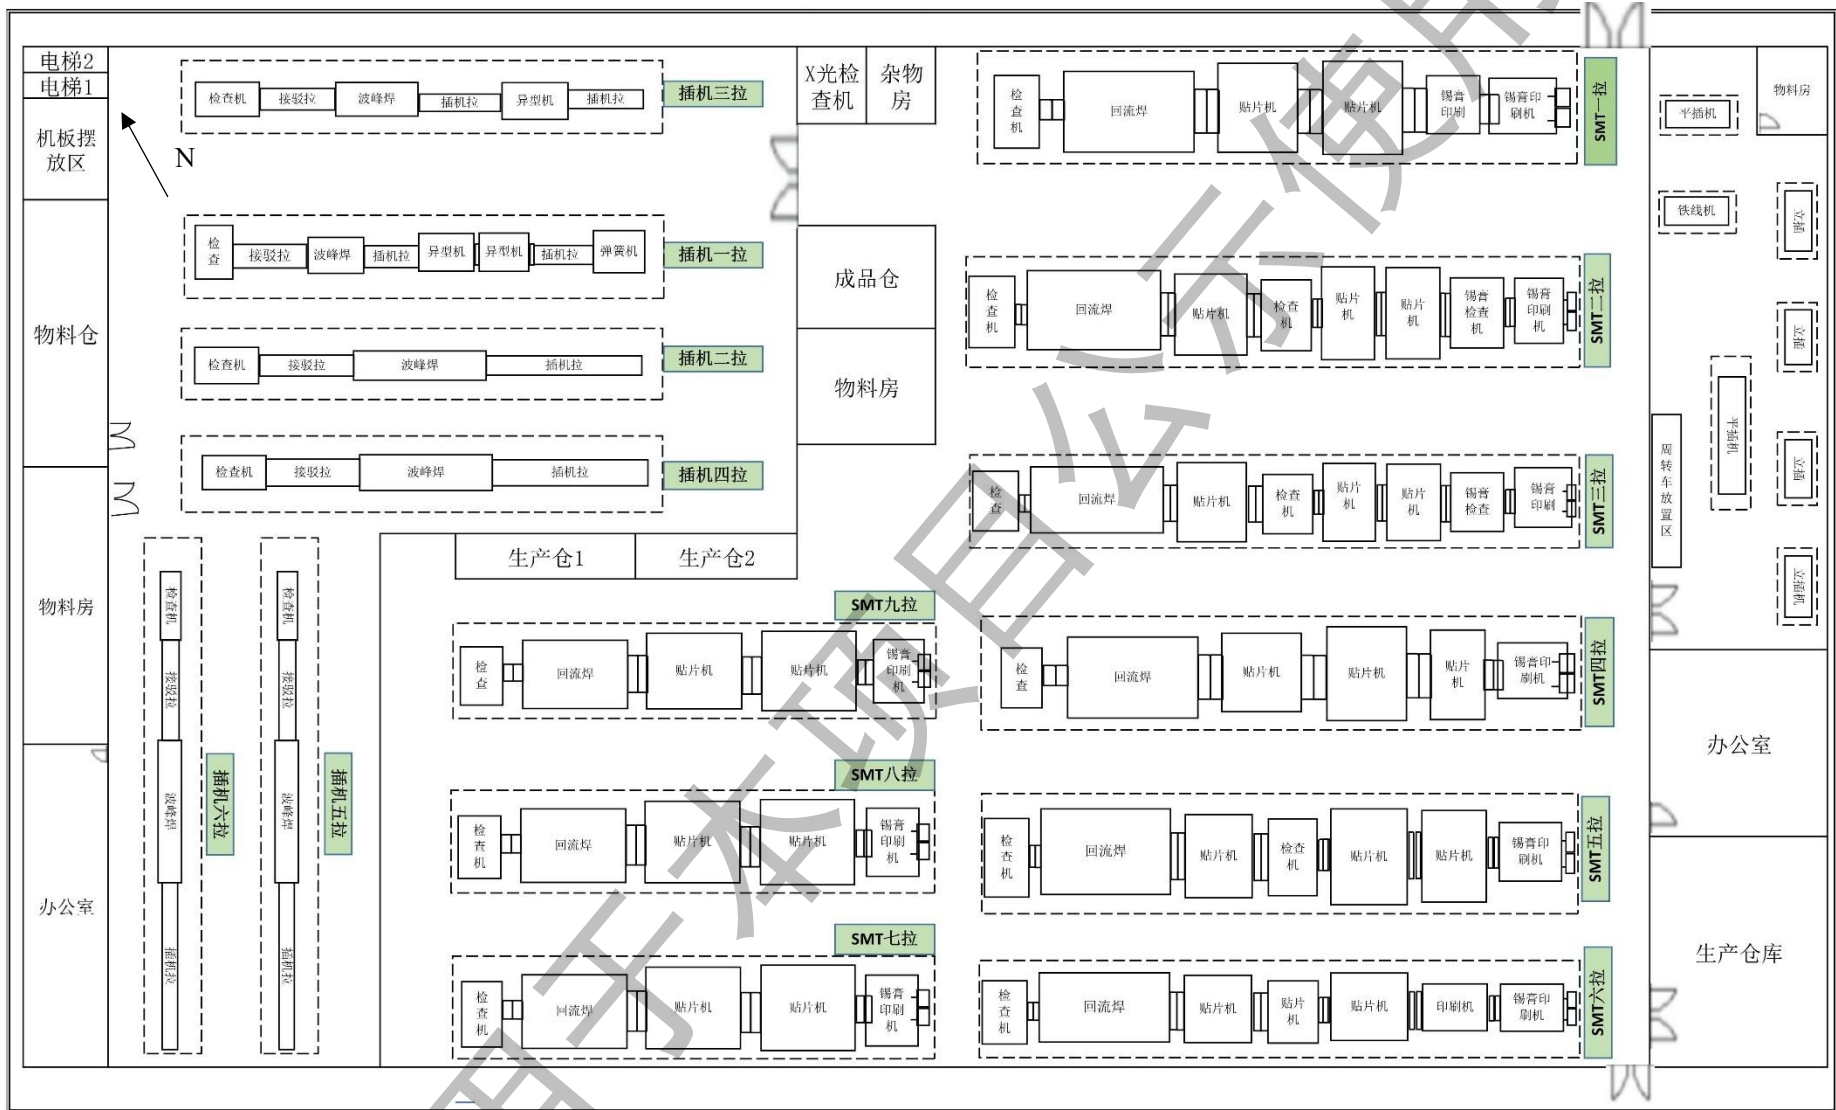 电梯2
电梯1
机板摆
放区
物料仓
物料房
办公室
N
检查机
接驳拉
波峰焊
插机拉
异型机
插机拉
插机三拉
检
查
接驳拉
波峰焊
插机拉
异型机
异型机
插机拉
弹簧机
插机一拉
检查机
接驳拉
波峰焊
插机拉
插机二拉
检查机
接驳拉
波峰焊
插机拉
插机四拉
检查机
接驳拉
波峰焊
插机拉
插机六拉
检查机
接驳拉
波峰焊
插机拉
插机五拉
X光检
查机
杂物
房
成品仓
物料房
生产仓1
生产仓2
SMT九拉
检
查
回流焊
贴片机
贴片机
锡膏
印刷
机
SMT八拉
检
查
机
回流焊
贴片机
贴片机
锡膏
印刷
机
SMT七拉
检
查
机
回流焊
贴片机
贴片机
锡膏
印刷
机
检
查
机
回流焊
贴片机
贴片机
锡膏
印刷
锡膏印
刷机
SMT一拉
检
查
机
回流焊
贴片机
检查
机
贴片
机
贴片
机
锡膏
检查
机
锡膏
印刷
机
SMT二拉
检
查
回流焊
贴片机
检查
机
贴片
机
贴片
机
锡膏
检查
锡膏
印刷
SMT三拉
检
查
回流焊
贴片机
贴片机
贴片
机
锡膏印
刷机
SMT四拉
检
查
机
回流焊
贴片机
检查
机
贴片机
贴片机
锡膏印
刷机
SMT五拉
检
查
机
回流焊
贴片机
贴片
机
贴片机
印刷机
锡膏印
刷机
SMT六拉
平插机
物料房
铁线机
立插
立插
平插机
立插
立插机
周转车放置区
办公室
生产仓库
用于本项目公示使用